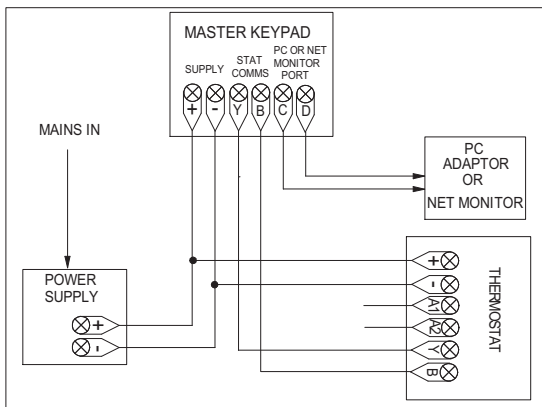 MASTER KEYPAD
SUPPLY
STAT
COMMS
PC OR NET
MONITOR
PORT
+ - Y B C D
MAINS IN
PC
ADAPTOR
OR
NET MONITOR
POWER
SUPPLY
+
-
THERMOSTAT
+
-
A1
A2
Y
B